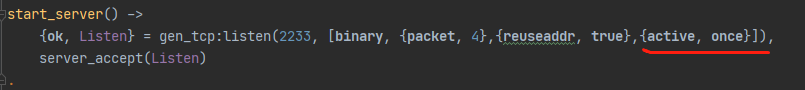 start_server() ->
{ok, Listen} = gen_tcp:listen(2233, [binary, {packet, 4},{reuseaddr, true},{active, once}]),
server_accept(Listen)
.